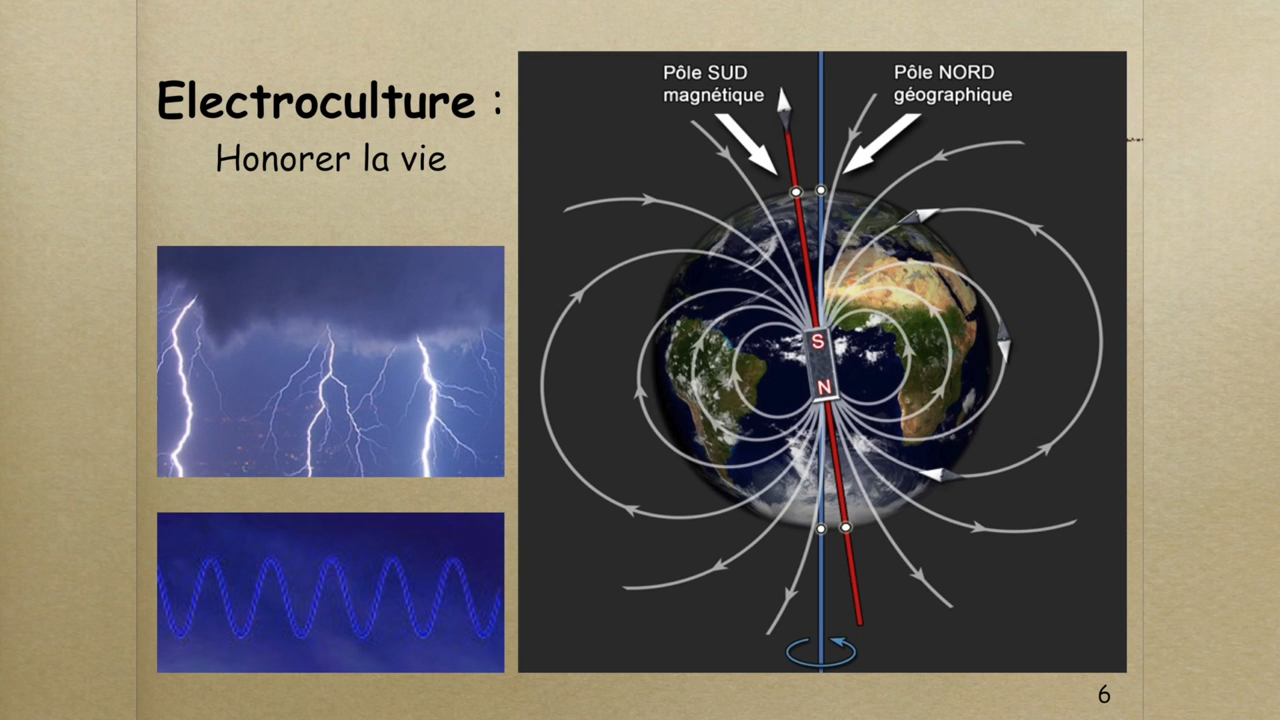 Electroculture :
Honorer la vie
Pôle SUD
magnétique
Pôle NORD
géographique
S
N
6